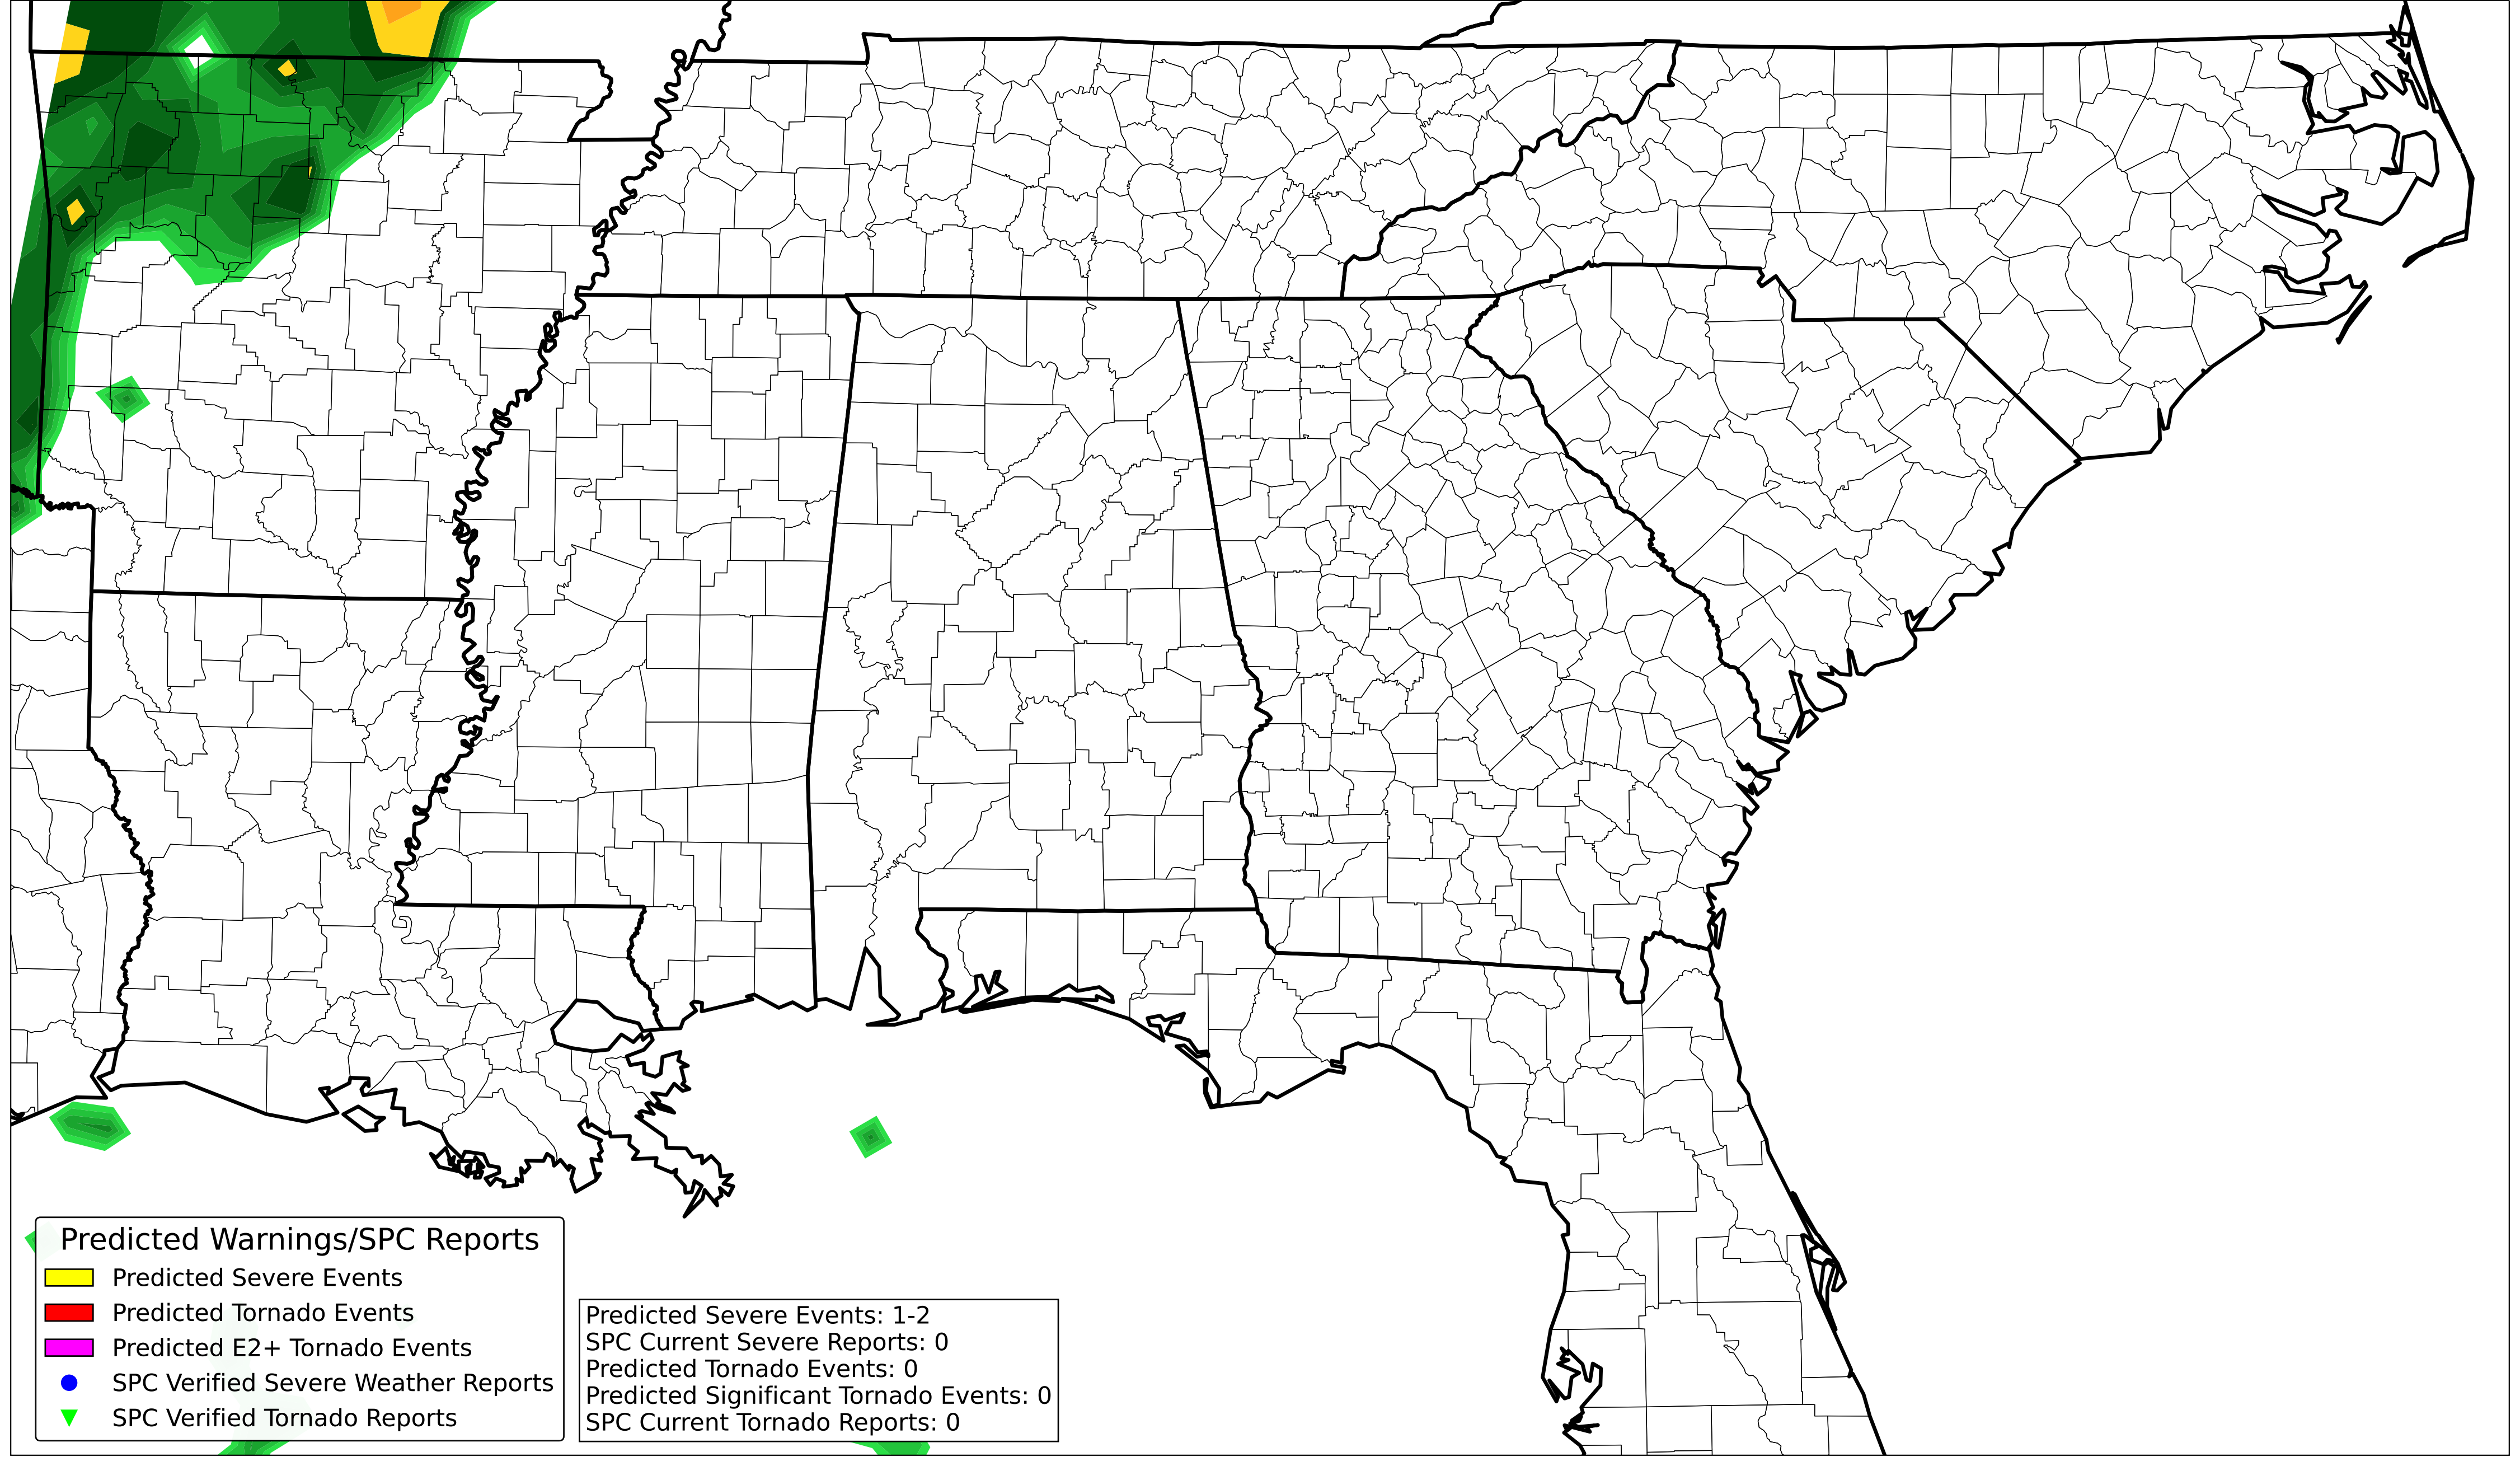 Predicted Warnings/SPC Reports
Predicted Severe Events
Predicted Tornado Events
Predicted E2+ Tornado Events
SPC Verified Severe Weather Reports
SPC Verified Tornado Reports
Predicted Severe Events: 1-2
SPC Current Severe Reports: 0
Predicted Tornado Events: 0
Predicted Significant Tornado Events: 0
SPC Current Tornado Reports: 0